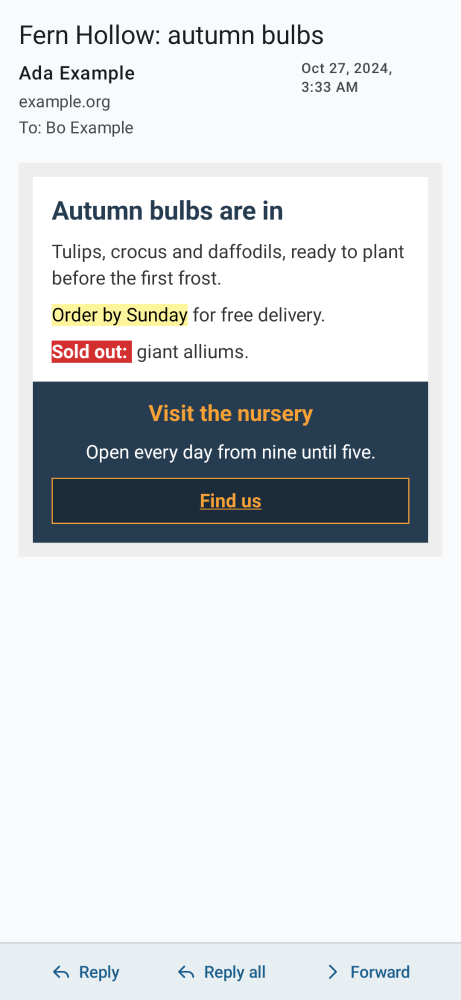 Fern Hollow: autumn bulbs
Ada Example
Oct 27, 2024,
3:33 AM
example.org
To: Bo Example
Autumn bulbs are in
Tulips, crocus and daffodils, ready to plant
before the first frost.
Order by Sunday for free delivery.
Sold out: giant alliums.
Visit the nursery
Open every day from nine until five.
Find us
Reply
Reply all
Forward